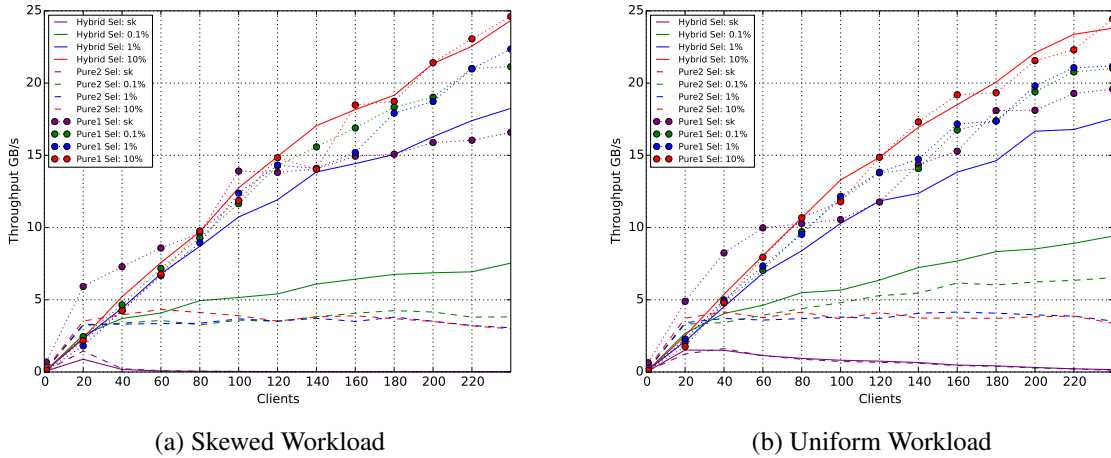 25
20
15
10
5
0
Throughput GB/s
Hybrid Sel: sk
Hybrid Sel: 0.1%
Hybrid Sel: 1%
Hybrid Sel: 10%
Pure2 Sel: sk
Pure2 Sel: 0.1%
Pure2 Sel: 1%
Pure2 Sel: 10%
Pure1 Sel: sk
Pure1 Sel: 0.1%
Pure1 Sel: 1%
Pure1 Sel: 10%
0 20 40 60 80 100 120 140 160 180 200 220
Clients
(a) Skewed Workload
25
20
15
10
5
0
Throughput GB/s
Hybrid Sel: sk
Hybrid Sel: 0.1%
Hybrid Sel: 1%
Hybrid Sel: 10%
Pure2 Sel: sk
Pure2 Sel: 0.1%
Pure2 Sel: 1%
Pure2 Sel: 10%
Pure1 Sel: sk
Pure1 Sel: 0.1%
Pure1 Sel: 1%
Pure1 Sel: 10%
0 20 40 60 80 100 120 140 160 180 200 220
Clients
(b) Uniform Workload